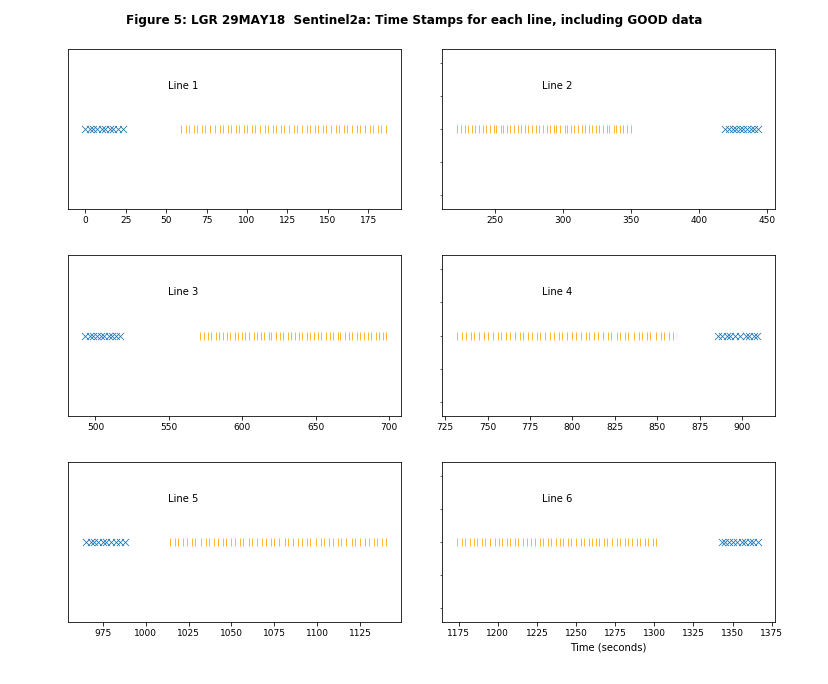 Figure 5: LGR 29MAY18  Sentinel2a: Time Stamps for each line, including GOOD data
Line 1
0 25 50 75 100 125 150 175
Line 2
250 300 350 400 450
Line 3
500 550 600 650 700
Line 4
725 750 775 800 825 850 875 900
Line 5
975 1000 1025 1050 1075 1100 1125
Line 6
1175 1200 1225 1250 1275 1300 1325 1350 1375
Time (seconds)